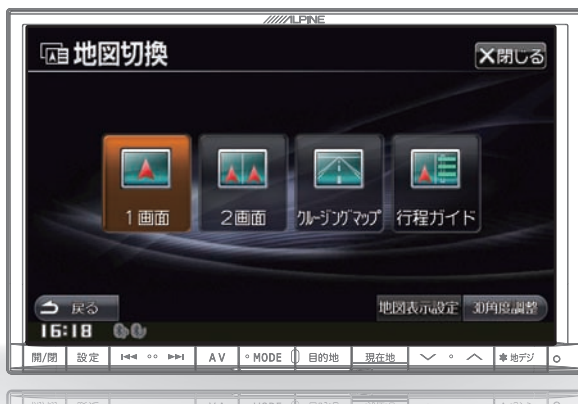 ALPINE
地図切換
閉じる
1画面
2画面
クルージングマップ
行程ガイド
戻る
地図表示設定
3D角度調整
16:18
開/閉
設定
AV
MODE
目的地
現在地
地デジ